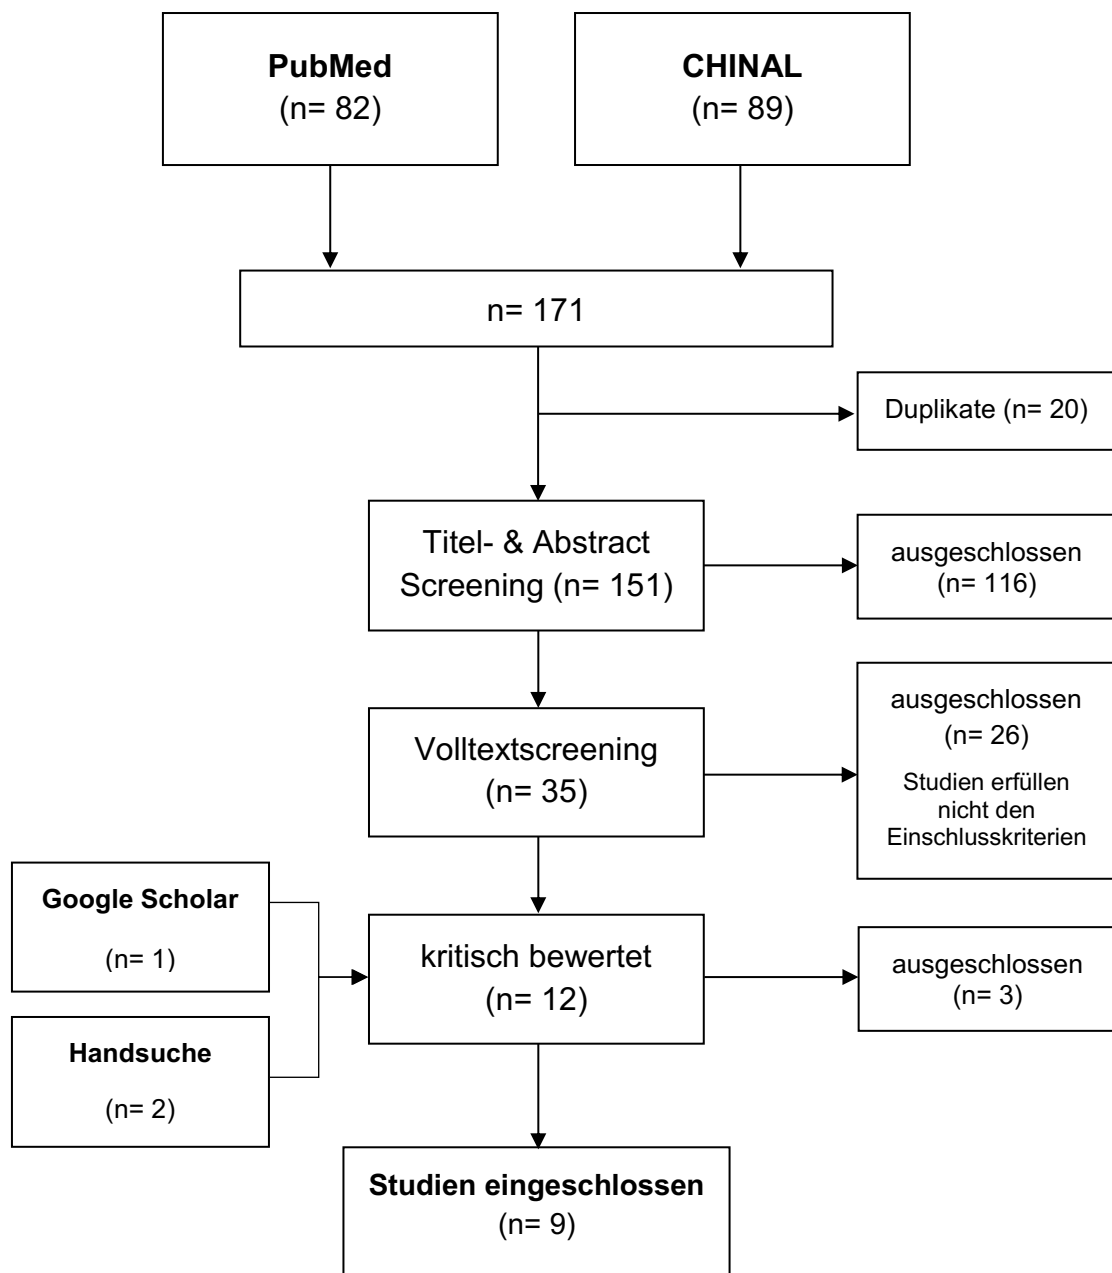 PubMed
(n= 82)
CHINAL
(n= 89)
n= 171
Duplikate (n= 20)
Titel- & Abstract
Screening (n= 151)
ausgeschlossen
(n= 116)
Volltextscreening
(n= 35)
ausgeschlossen
(n= 26)
Studien erfüllen
nicht den
Einschlusskriterien
Google Scholar
(n= 1)
Handsuche
(n= 2)
kritisch bewertet
(n= 12)
ausgeschlossen
(n= 3)
Studien eingeschlossen
(n= 9)